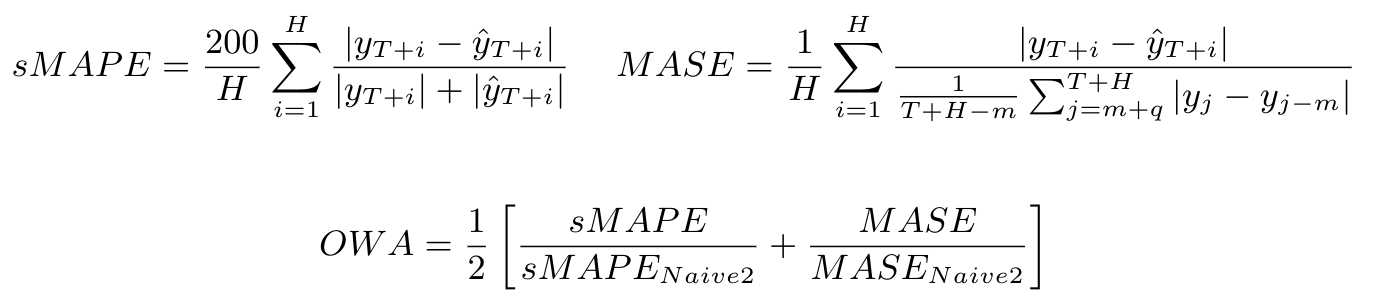 $sMAPE = \frac{200}{H} \sum_{i=1}^{H} \frac{|y_{T+i} - \hat{y}_{T+i}|}{|y_{T+i}| + |\hat{y}_{T+i}|}$ $MASE = \frac{1}{H} \sum_{i=1}^{H} \frac{|y_{T+i} - \hat{y}_{T+i}|}{\frac{1}{T+H-m} \sum_{j=m+q}^{T+H} |y_j - y_{j-m}|}$
$OWA = \frac{1}{2} \left[ \frac{sMAPE}{sMAPE_{Naive2}} + \frac{MASE}{MASE_{Naive2}} \right]$